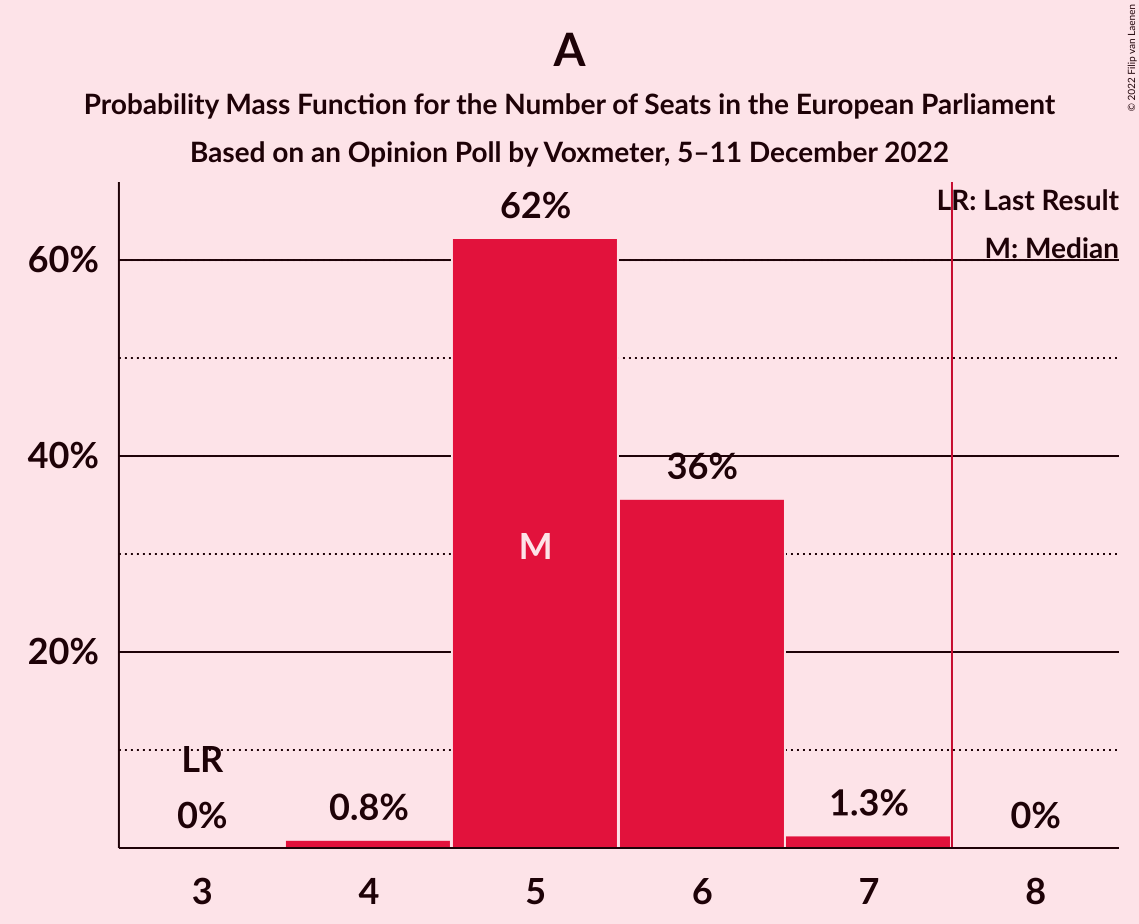 A
Probability Mass Function for the Number of Seats in the European Parliament
Based on an Opinion Poll by Voxmeter, 5–11 December 2022
© 2022 Filip van Laenen
LR: Last Result
M: Median
62%
60%
40%
36%
M
20%
LR
0%
0.8%
1.3%
0%
3 4 5 6 7 8